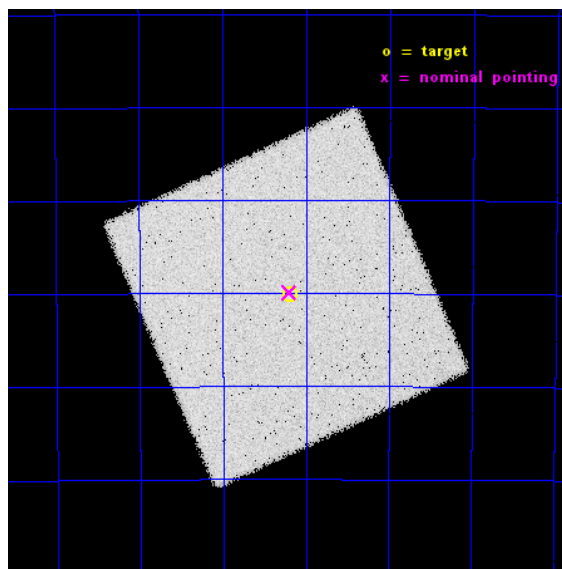 o = target
x = nominal pointing